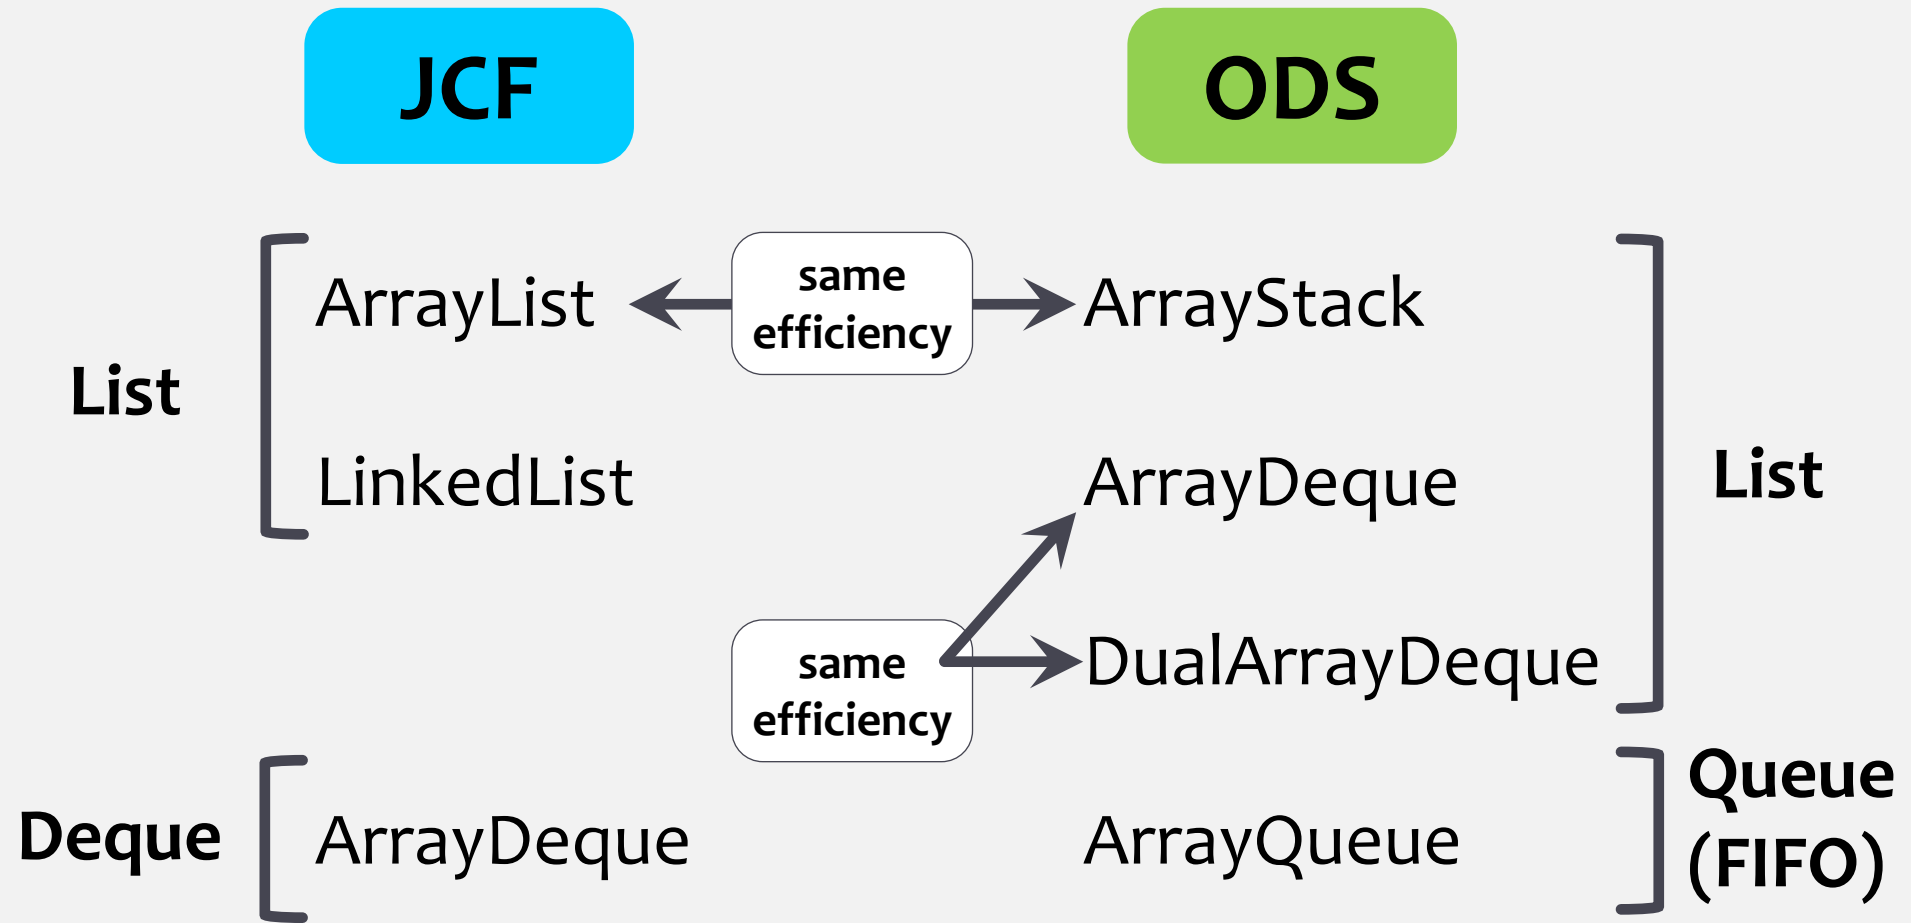 JCF
ODS
List
ArrayList
same
efficiency
ArrayStack
LinkedList
ArrayDeque
List
same
efficiency
DualArrayDeque
Deque
ArrayDeque
ArrayQueue
Queue
(FIFO)